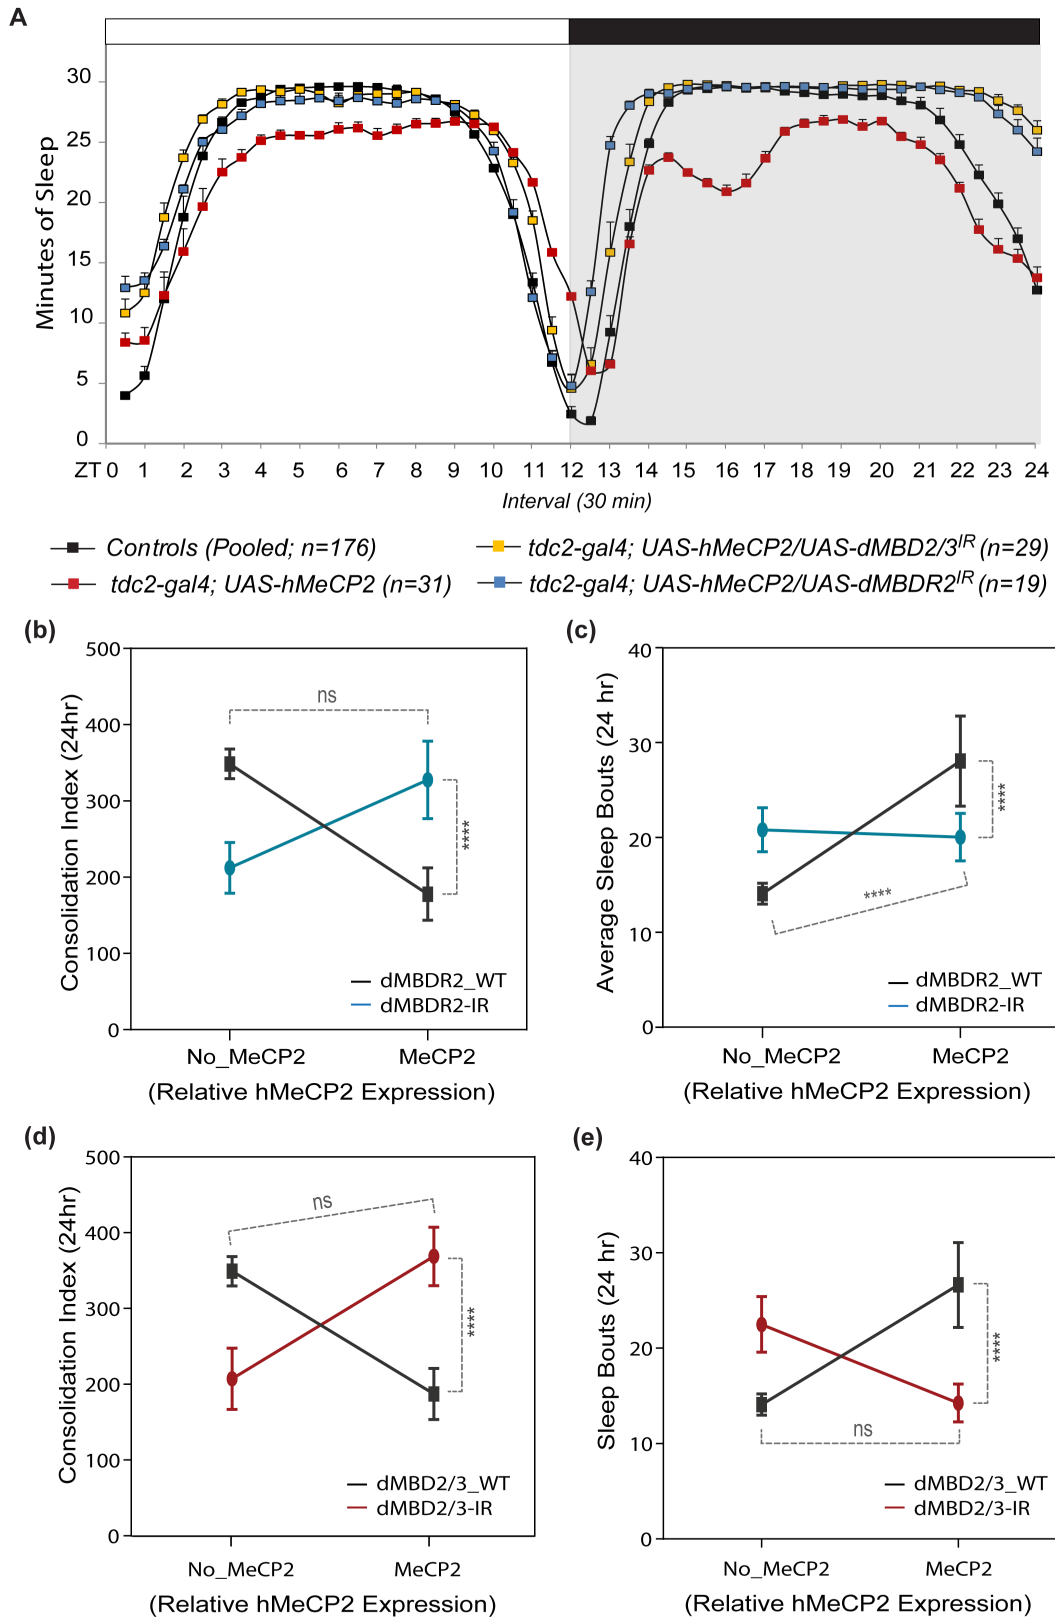 A
Minutes of Sleep
30
25
20
15
10
5
0
ZT 0 1 2 3 4 5 6 7 8 9 10 11 12 13 14 15 16 17 18 19 20 21 22 23 24
Interval (30 min)
Controls (Pooled; n=176)
tdc2-gal4; UAS-hMeCP2/UAS-dMBD2/3IR (n=29)
tdc2-gal4; UAS-hMeCP2 (n=31)
tdc2-gal4; UAS-hMeCP2/UAS-dMBDR2IR (n=19)
(b)
Consolidation Index (24hr)
500
400
300
200
100
0
ns
****
dMBDR2_WT
dMBDR2-IR
No_MeCP2 MeCP2
(Relative hMeCP2 Expression)
(c)
Average Sleep Bouts (24 hr)
40
30
20
10
0
****
****
dMBDR2_WT
dMBDR2-IR
No_MeCP2 MeCP2
(Relative hMeCP2 Expression)
(d)
Consolidation Index (24hr)
500
400
300
200
100
0
ns
****
dMBD2/3_WT
dMBD2/3-IR
No_MeCP2 MeCP2
(Relative hMeCP2 Expression)
(e)
Sleep Bouts (24 hr)
40
30
20
10
0
****
ns
dMBD2/3_WT
dMBD2/3-IR
No_MeCP2 MeCP2
(Relative hMeCP2 Expression)